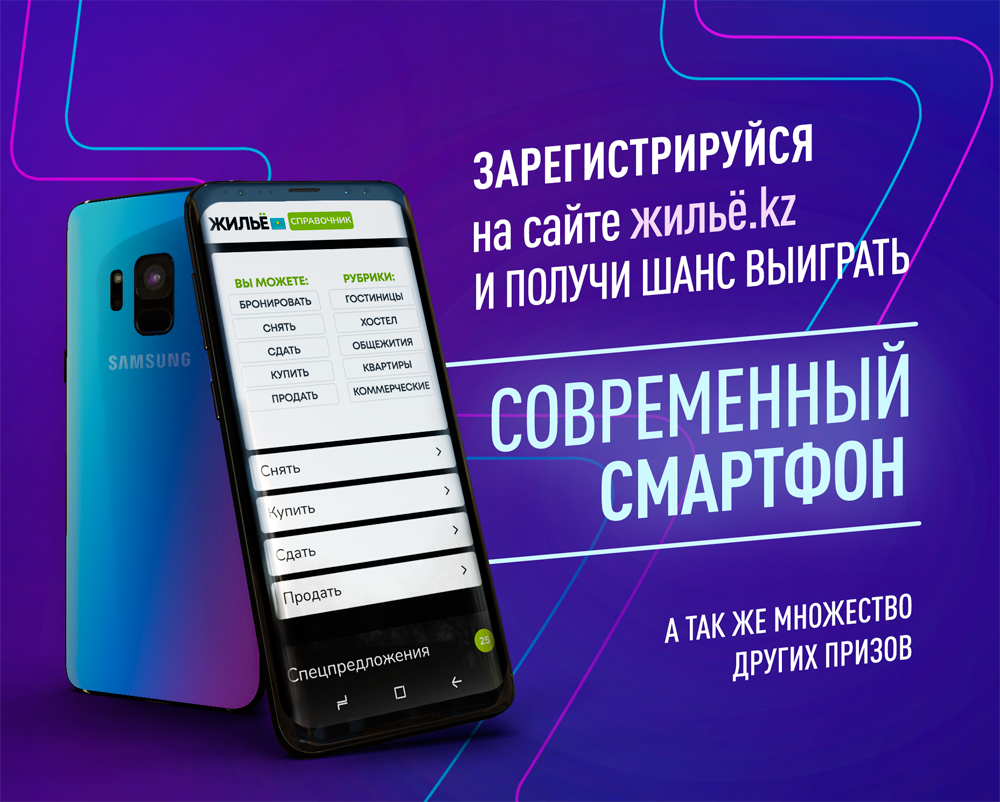 ЗАРЕГИСТРИРУЙСЯ
на сайте жильё.kz
И ПОЛУЧИ ШАНС ВЫИГРАТЬ
СОВРЕМЕННЫЙ
СМАРТФОН
А ТАК ЖЕ МНОЖЕСТВО
ДРУГИХ ПРИЗОВ
SAMSUNG
ЖИЛЬЁ СПРАВОЧНИК
ВЫ МОЖЕТЕ:
БРОНИРОВАТЬ
СНЯТЬ
СДАТЬ
КУПИТЬ
ПРОДАТЬ
РУБРИКИ:
ГОСТИНИЦЫ
ХОСТЕЛ
ОБЩЕЖИТИЯ
КВАРТИРЫ
КОММЕРЧЕСКИЕ
Снять
Купить
Сдать
Продать
Спецпредложения
25